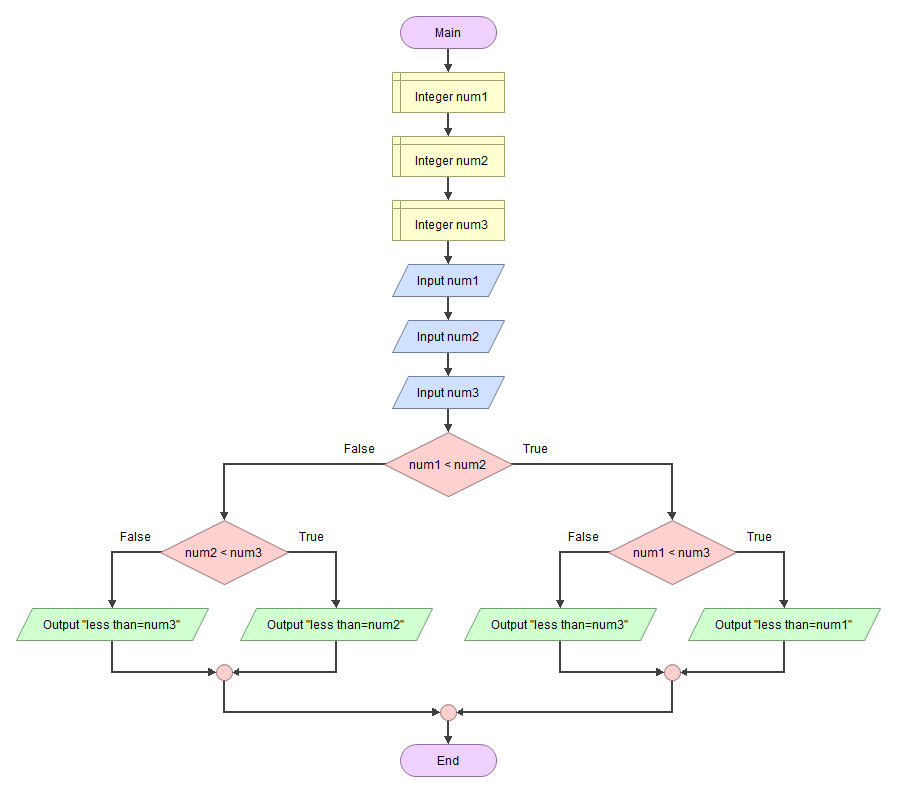 Main
Integer num1
Integer num2
Integer num3
Input num1
Input num2
Input num3
False
True
num1 < num2
False
True
False
True
num2 < num3
num1 < num3
Output "less than=num3"
Output "less than=num2"
Output "less than=num3"
Output "less than=num1"
End